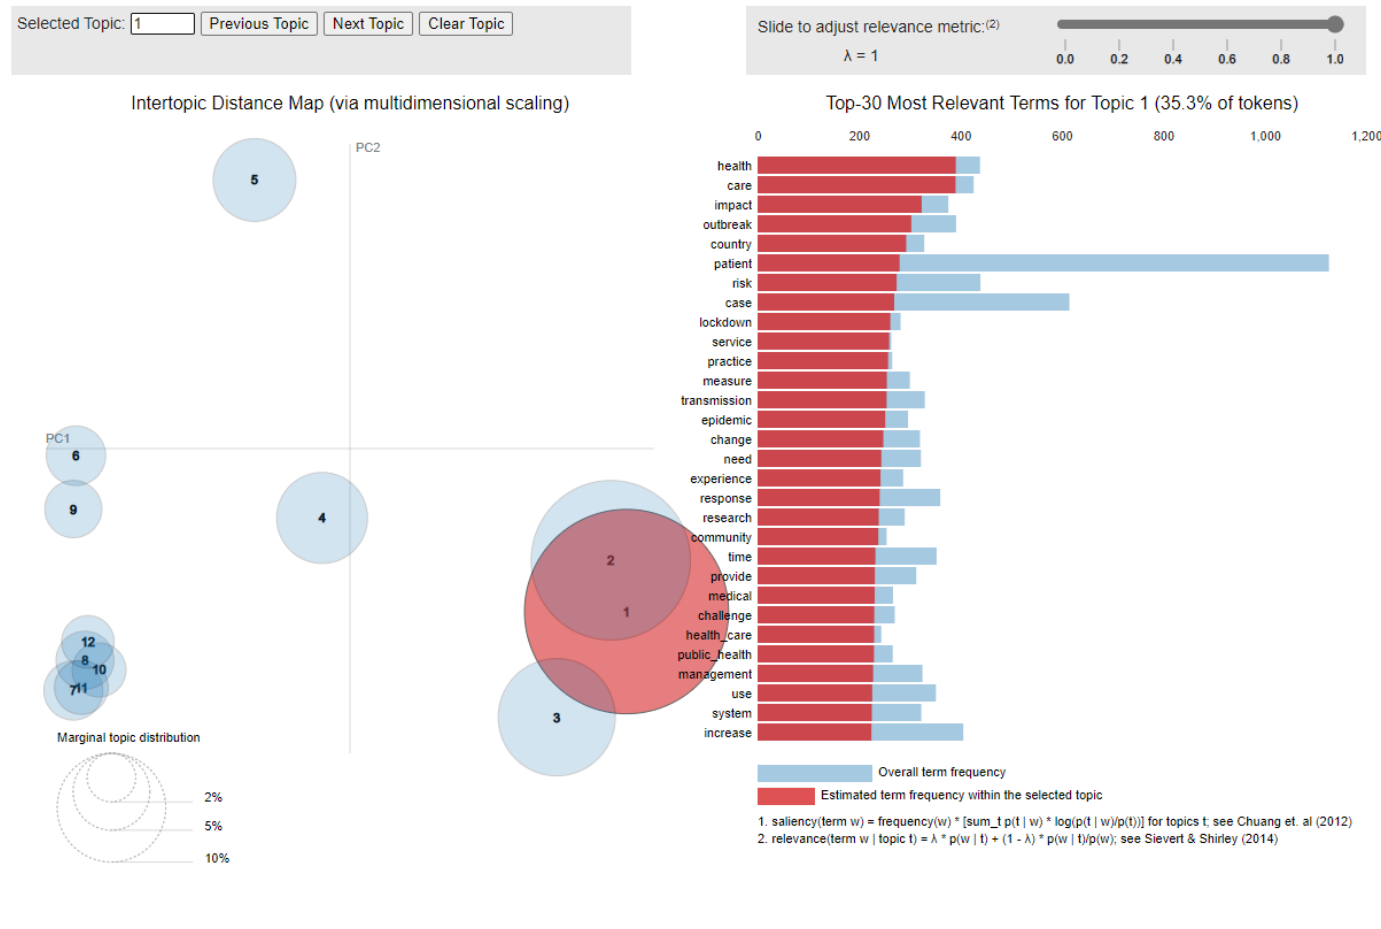 Selected Topic: 1 Previous Topic Next Topic Clear Topic
Slide to adjust relevance metric:(2)
λ = 1
0.0 0.2 0.4 0.6 0.8 1.0
Intertopic Distance Map (via multidimensional scaling)
PC2
PC1
5
6
9
4
2
1
3
12
8
10
7
11
Marginal topic distribution
2%
5%
10%
Top-30 Most Relevant Terms for Topic 1 (35.3% of tokens)
0 200 400 600 800 1,000 1,200
health
care
impact
outbreak
country
patient
risk
case
lockdown
service
practice
measure
transmission
epidemic
change
need
experience
response
research
community
time
provide
medical
challenge
health_care
public_health
management
use
system
increase
Overall term frequency
Estimated term frequency within the selected topic
1. saliency(term w) = frequency(w) * [sum_t p(t | w) * log(p(t | w)/p(t))] for topics t; see Chuang et. al (2012)
2. relevance(term w | topic t) = λ * p(w | t) + (1 - λ) * p(w | t)/p(w); see Sievert & Shirley (2014)